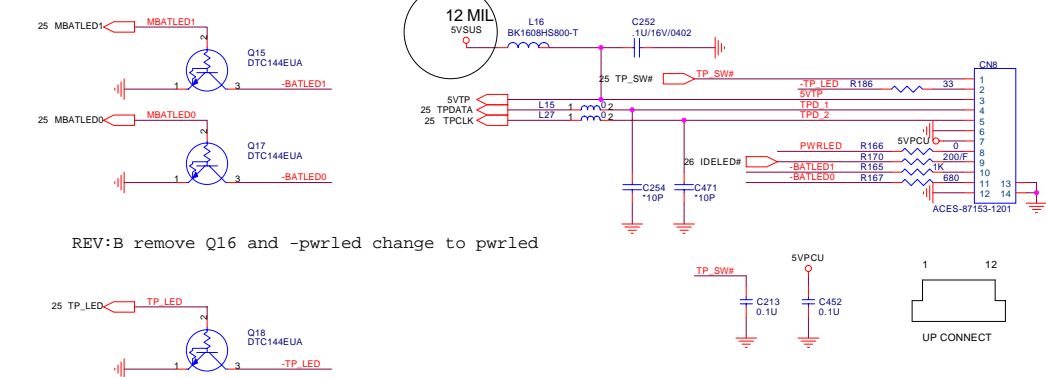 25 MBATLED1
MBATLED1
2
Q15
DTC144EUA
1
3
-BATLED1
25 MBATLED0
MBATLED0
2
Q17
DTC144EUA
1
3
-BATLED0
REV:B remove Q16 and -pwrled change to pwrled
25 TP_LED
TP_LED
2
Q18
DTC144EUA
1
3
-TP_LED
12 MIL
5VSUS
L16
BK1608HS800-T
C252
.1U/16V/0402
25 TP_SW#
TP_SW#
5VTP
25 TPDATA
25 TPCLK
L15
1
0
2
L27
1
0
2
-TP_LED
R186
33
5VTP
TPD_1
TPD_2
5VPCU
PWRLED
R166
0
26 IDELED#
R170
200/F
-BATLED1
R165
1K
-BATLED0
R167
680
C254
*10P
C471
*10P
CN8
1
2
3
4
5
6
7
8
9
10
11
12
13
14
ACES-87153-1201
TP_SW#
C213
0.1U
5VPCU
C452
0.1U
1
12
UP CONNECT